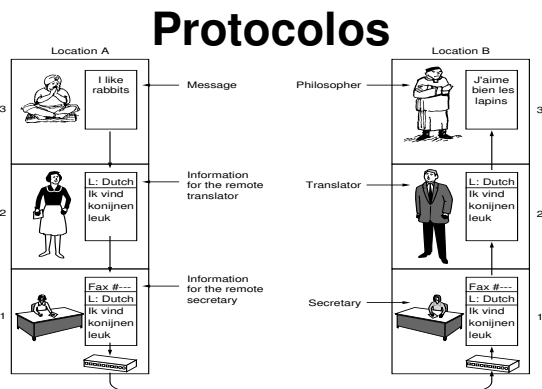 Protocolos
Location A
Location B
3
I like
rabbits
Message
Philosopher
J'aime
bien les
lapins
3
2
L: Dutch
Ik vind
konijnen
leuk
Information
for the remote
translator
Translator
L: Dutch
Ik vind
konijnen
leuk
2
1
Fax #---
L: Dutch
Ik vind
konijnen
leuk
Information
for the remote
secretary
Secretary
Fax #---
L: Dutch
Ik vind
konijnen
leuk
1